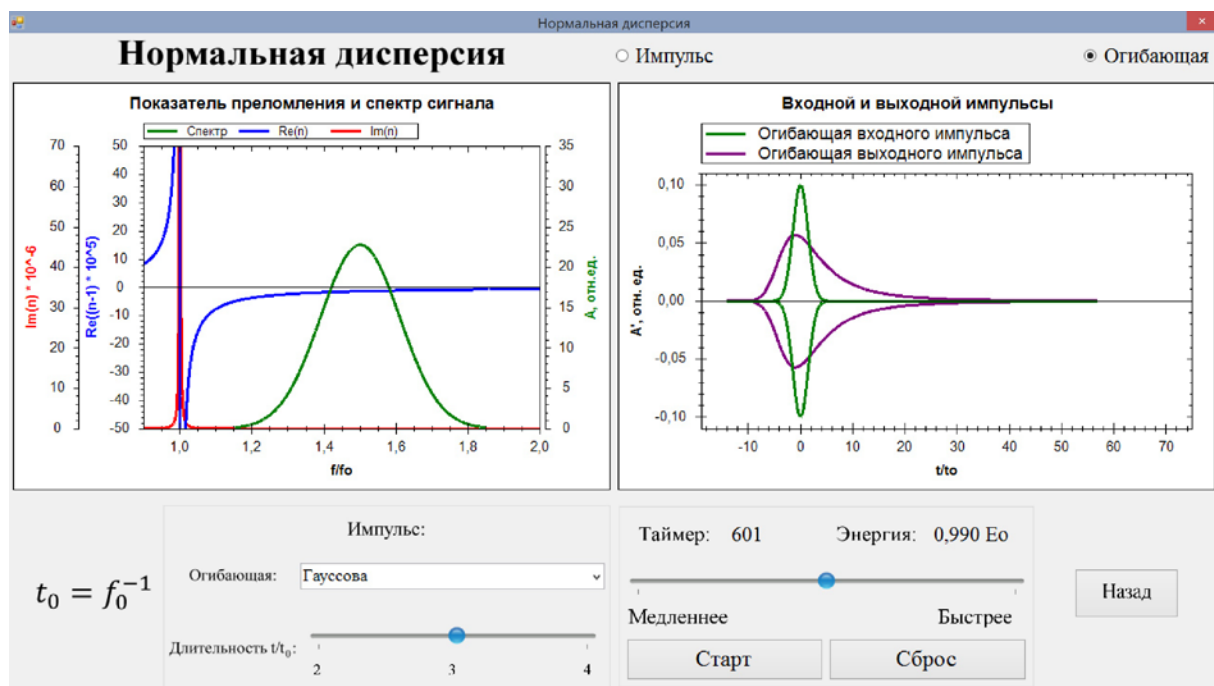 Нормальная дисперсия
Нормальная дисперсия
Импульс
Огибающая
Показатель преломления и спектр сигнала
Спектр Re(n) Im(n)
70 60 50 40 30 20 10 0
Im(n) * 10^-6
50 40 30 20 10 0 -10 -20 -30 -40 -50
Re((n-1) * 10^5)
35 30 25 20 15 10 5 0
A, отн.ед.
1,0 1,2 1,4 1,6 1,8 2,0
f/fo
Входной и выходной импульсы
Огибающая входного импульса
Огибающая выходного импульса
0,10
0,05
0,00
-0,05
-0,10
A', отн. ед.
-10 0 10 20 30 40 50 60 70
t/to
t₀ = f₀⁻¹
Импульс:
Огибающая: Гауссова
Длительность t/t₀:
2 3 4
Таймер: 601 Энергия: 0,990 Eo
Медленнее Быстрее
Старт Сброс
Назад